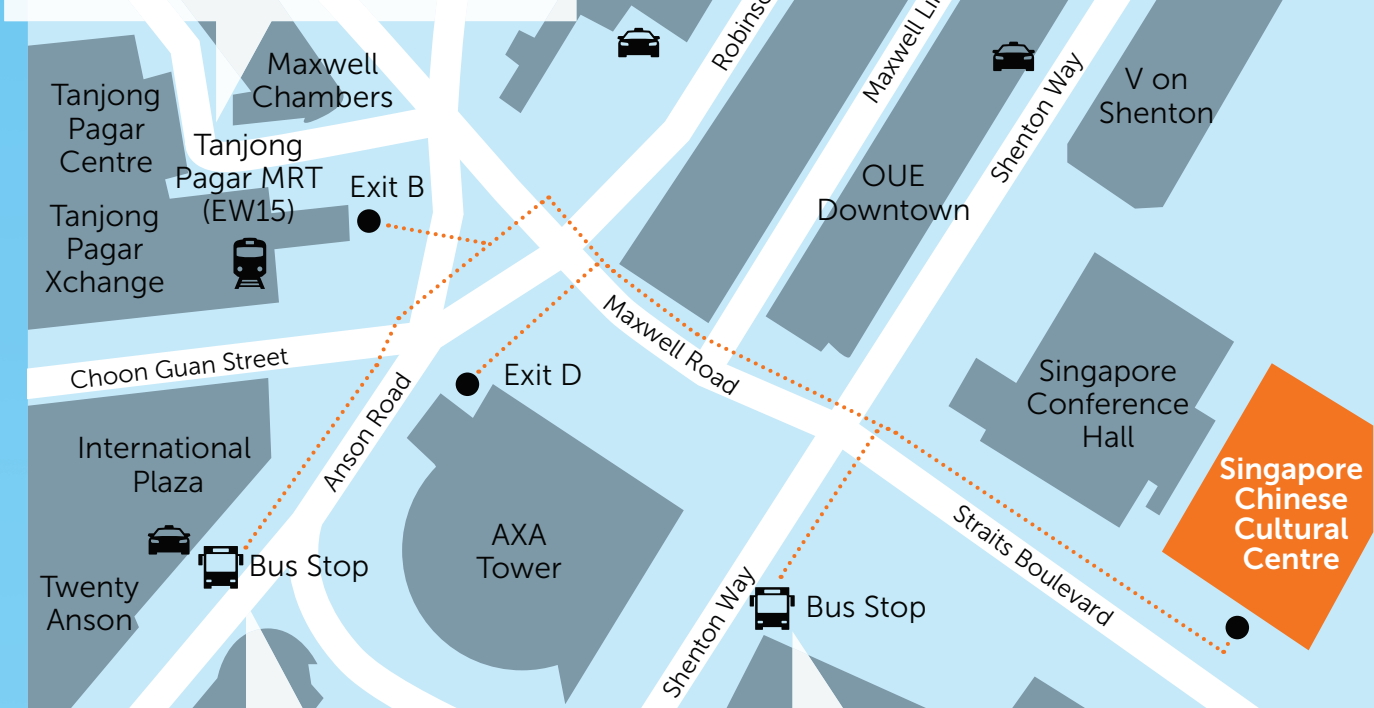 Robinso
Maxwell Li
Maxwell
Chambers
Tanjong
Pagar
Centre
Shenton Way
V on
Shenton
Tanjong
Pagar MRT
(EW15)
Exit B
OUE
Downtown
Tanjong
Pagar
Xchange
Maxwell Road
Choon Guan Street
Exit D
Anson Road
Singapore
Conference
Hall
International
Plaza
Singapore
Chinese
Cultural
Centre
AXA
Tower
Straits Boulevard
Bus Stop
Twenty
Anson
Shenton Way
Bus Stop